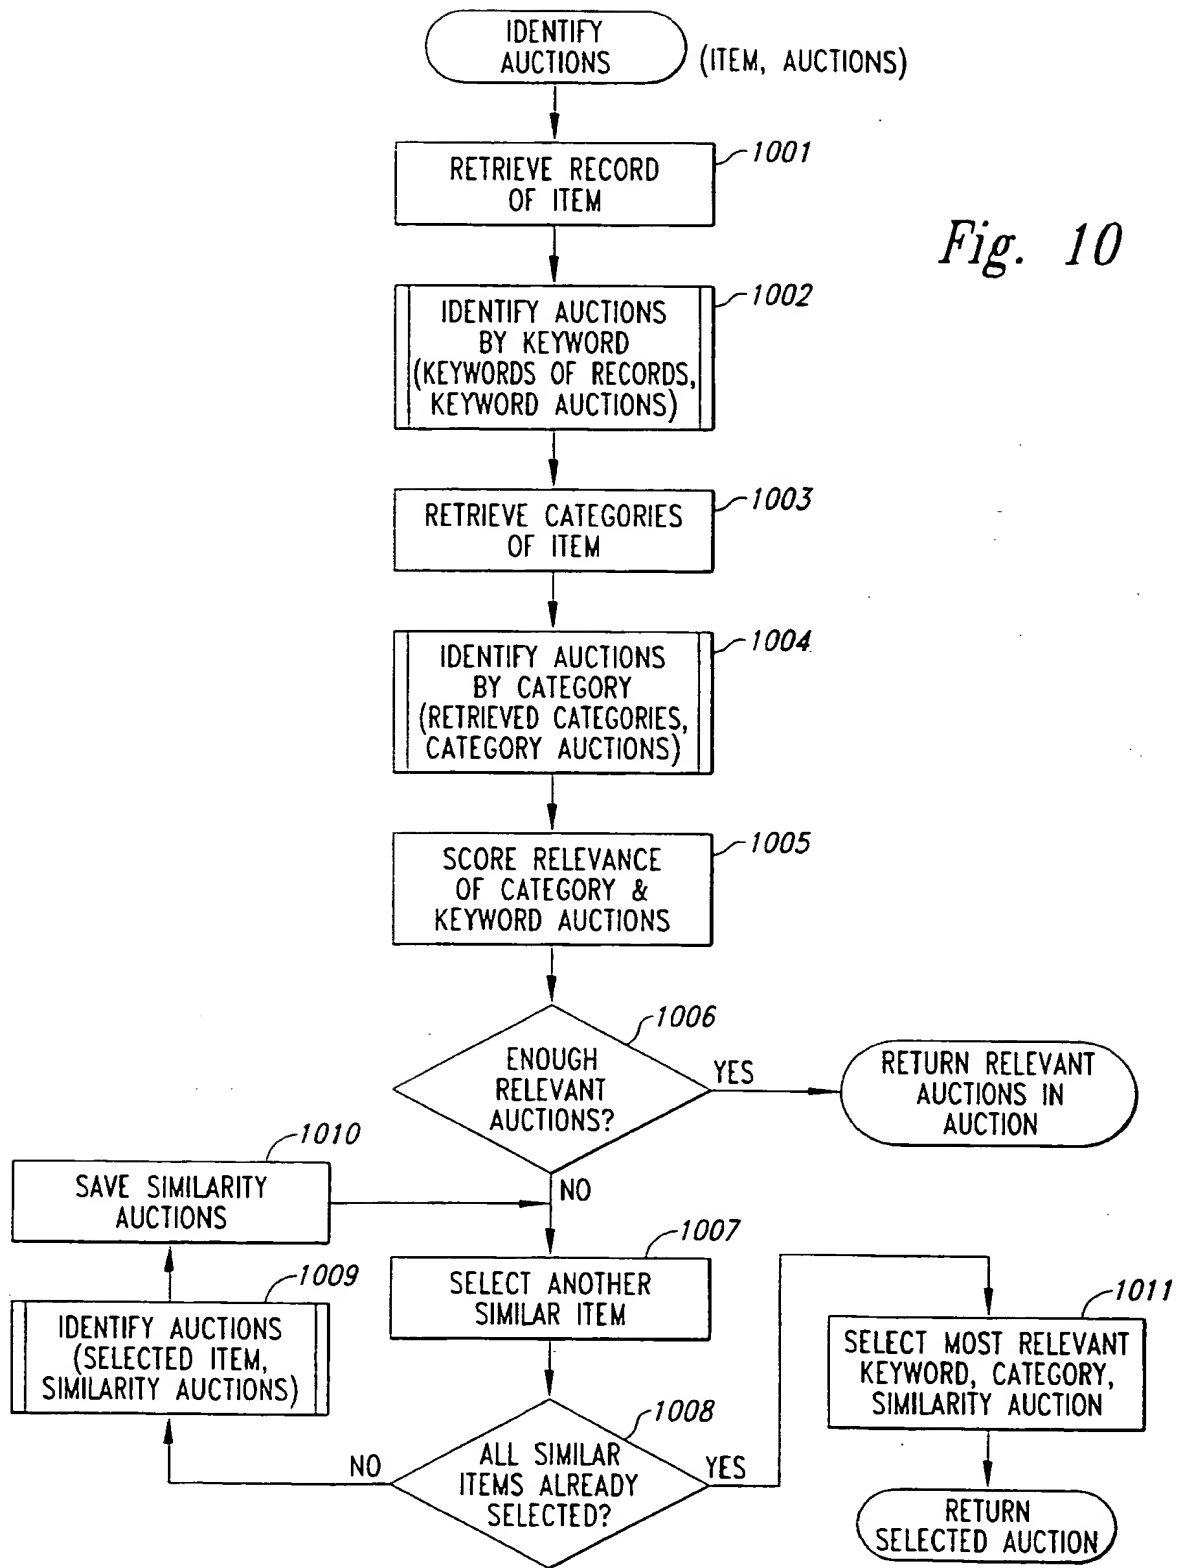 IDENTIFY
AUCTIONS
(ITEM, AUCTIONS)
1001
RETRIEVE RECORD
OF ITEM
Fig. 10
1002
IDENTIFY AUCTIONS
BY KEYWORD
(KEYWORDS OF RECORDS,
KEYWORD AUCTIONS)
1003
RETRIEVE CATEGORIES
OF ITEM
1004
IDENTIFY AUCTIONS
BY CATEGORY
(RETRIEVED CATEGORIES,
CATEGORY AUCTIONS)
1005
SCORE RELEVANCE
OF CATEGORY &
KEYWORD AUCTIONS
1006
ENOUGH
RELEVANT
AUCTIONS?
YES
RETURN RELEVANT
AUCTIONS IN
AUCTION
NO
1010
SAVE SIMILARITY
AUCTIONS
1007
SELECT ANOTHER
SIMILAR ITEM
1009
IDENTIFY AUCTIONS
(SELECTED ITEM,
SIMILARITY AUCTIONS)
1008
ALL SIMILAR
ITEMS ALREADY
SELECTED?
NO
YES
1011
SELECT MOST RELEVANT
KEYWORD, CATEGORY,
SIMILARITY AUCTION
RETURN
SELECTED AUCTION